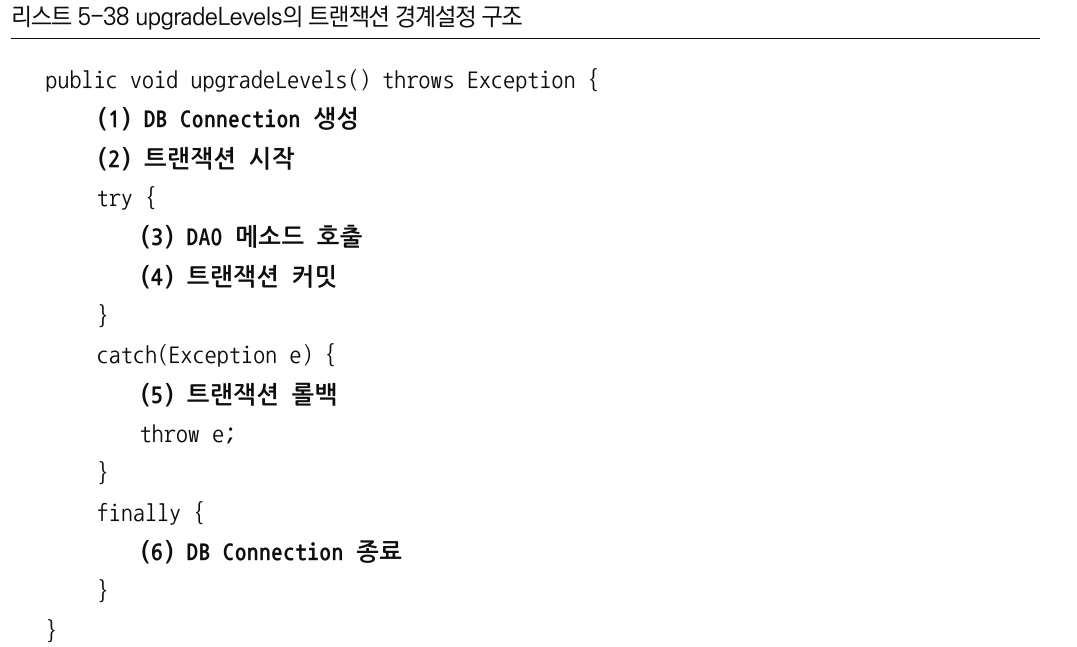 리스트 5-38 upgradeLevels의 트랜잭션 경계설정 구조
public void upgradeLevels() throws Exception {
(1) DB Connection 생성
(2) 트랜잭션 시작
try {
(3) DAO 메소드 호출
(4) 트랜잭션 커밋
}
catch(Exception e) {
(5) 트랜잭션 롤백
throw e;
}
finally {
(6) DB Connection 종료
}
}